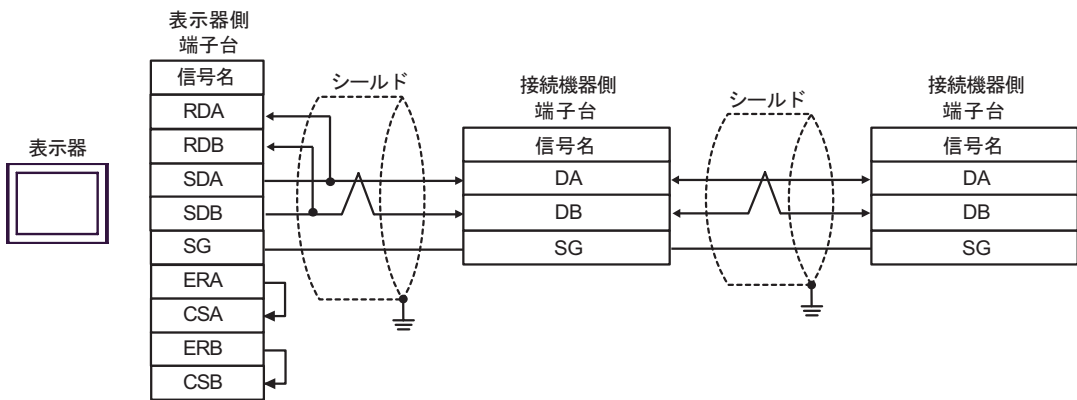 表示器
表示器側
端子台
信号名
RDA
RDB
SDA
SDB
SG
ERA
CSA
ERB
CSB
シールド
接続機器側
端子台
信号名
DA
DB
SG
シールド
接続機器側
端子台
信号名
DA
DB
SG